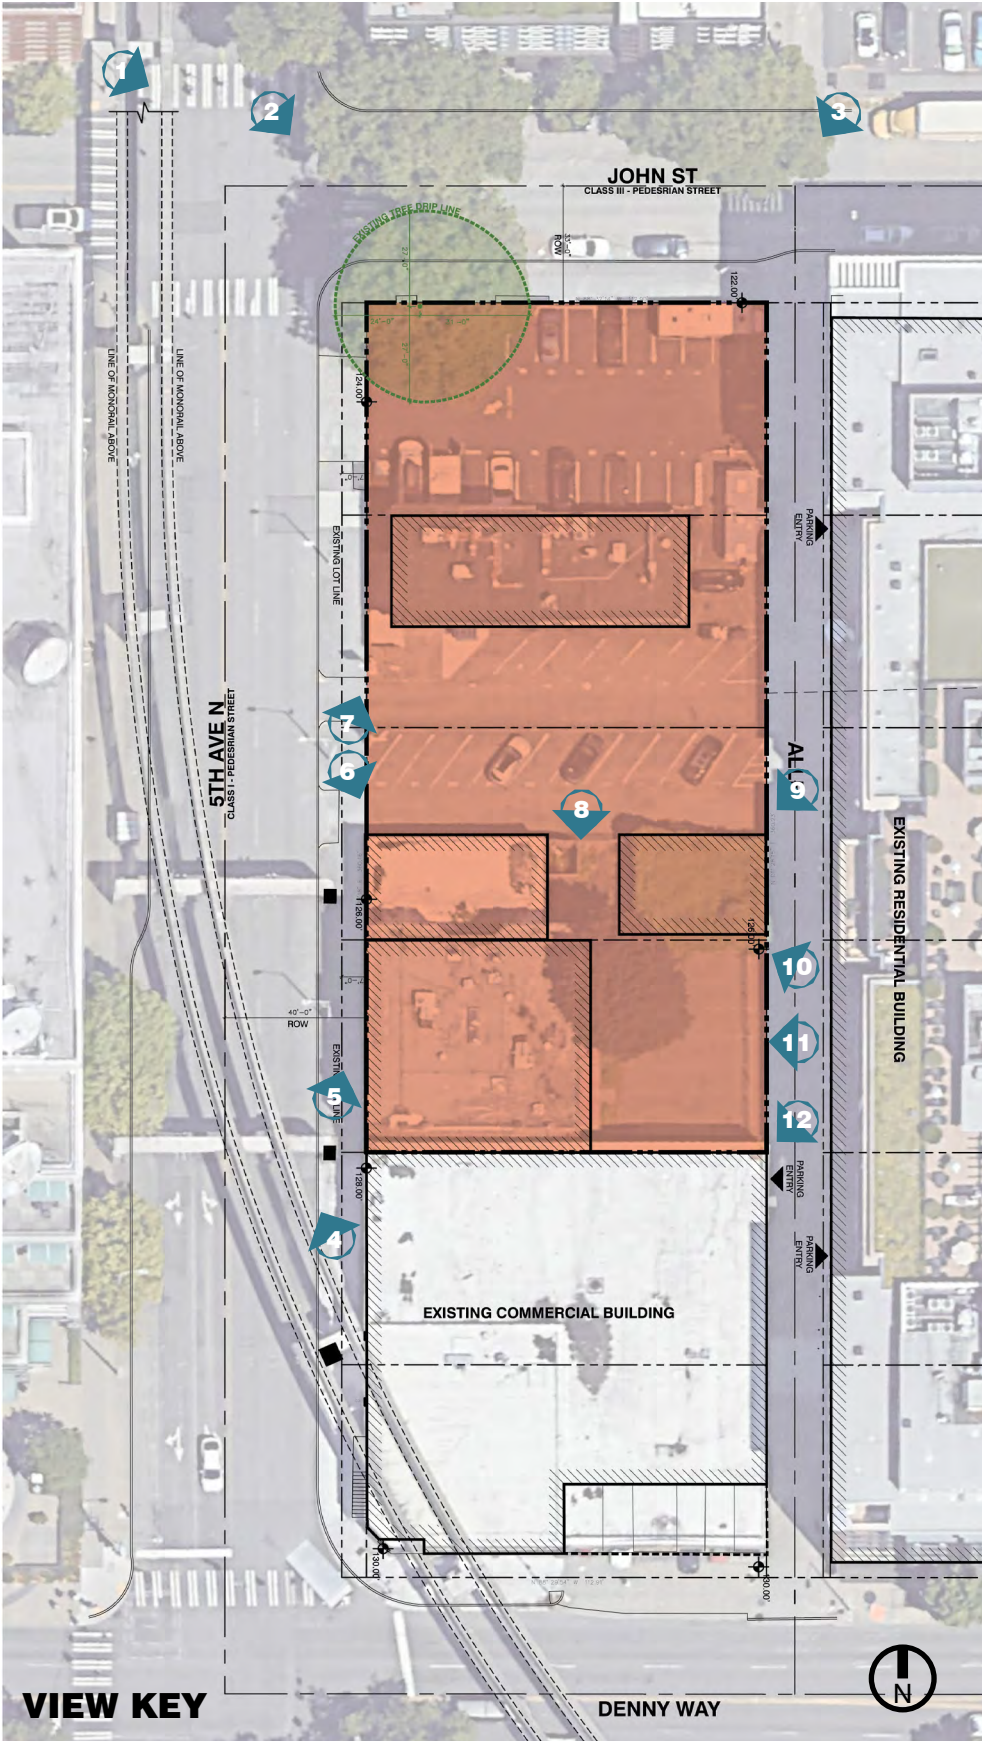 1
2
3
JOHN ST
CLASS III - PEDESRIAN STREET
EXISTING TREE DRIP LINE
33'-0"
ROW
122.00'
124.00'
LINE OF MONORAIL ABOVE
LINE OF MONORAIL ABOVE
EXISTING LOT LINE
PARKING
ENTRY
5TH AVE N
CLASS I - PEDESRIAN STREET
7
6
8
9
126.00'
10
40'-0"
ROW
EXISTING RESIDENTIAL BUILDING
11
5
12
128.00'
PARKING
ENTRY
4
PARKING
ENTRY
EXISTING COMMERCIAL BUILDING
130.00'
130.00'
VIEW KEY
DENNY WAY
N